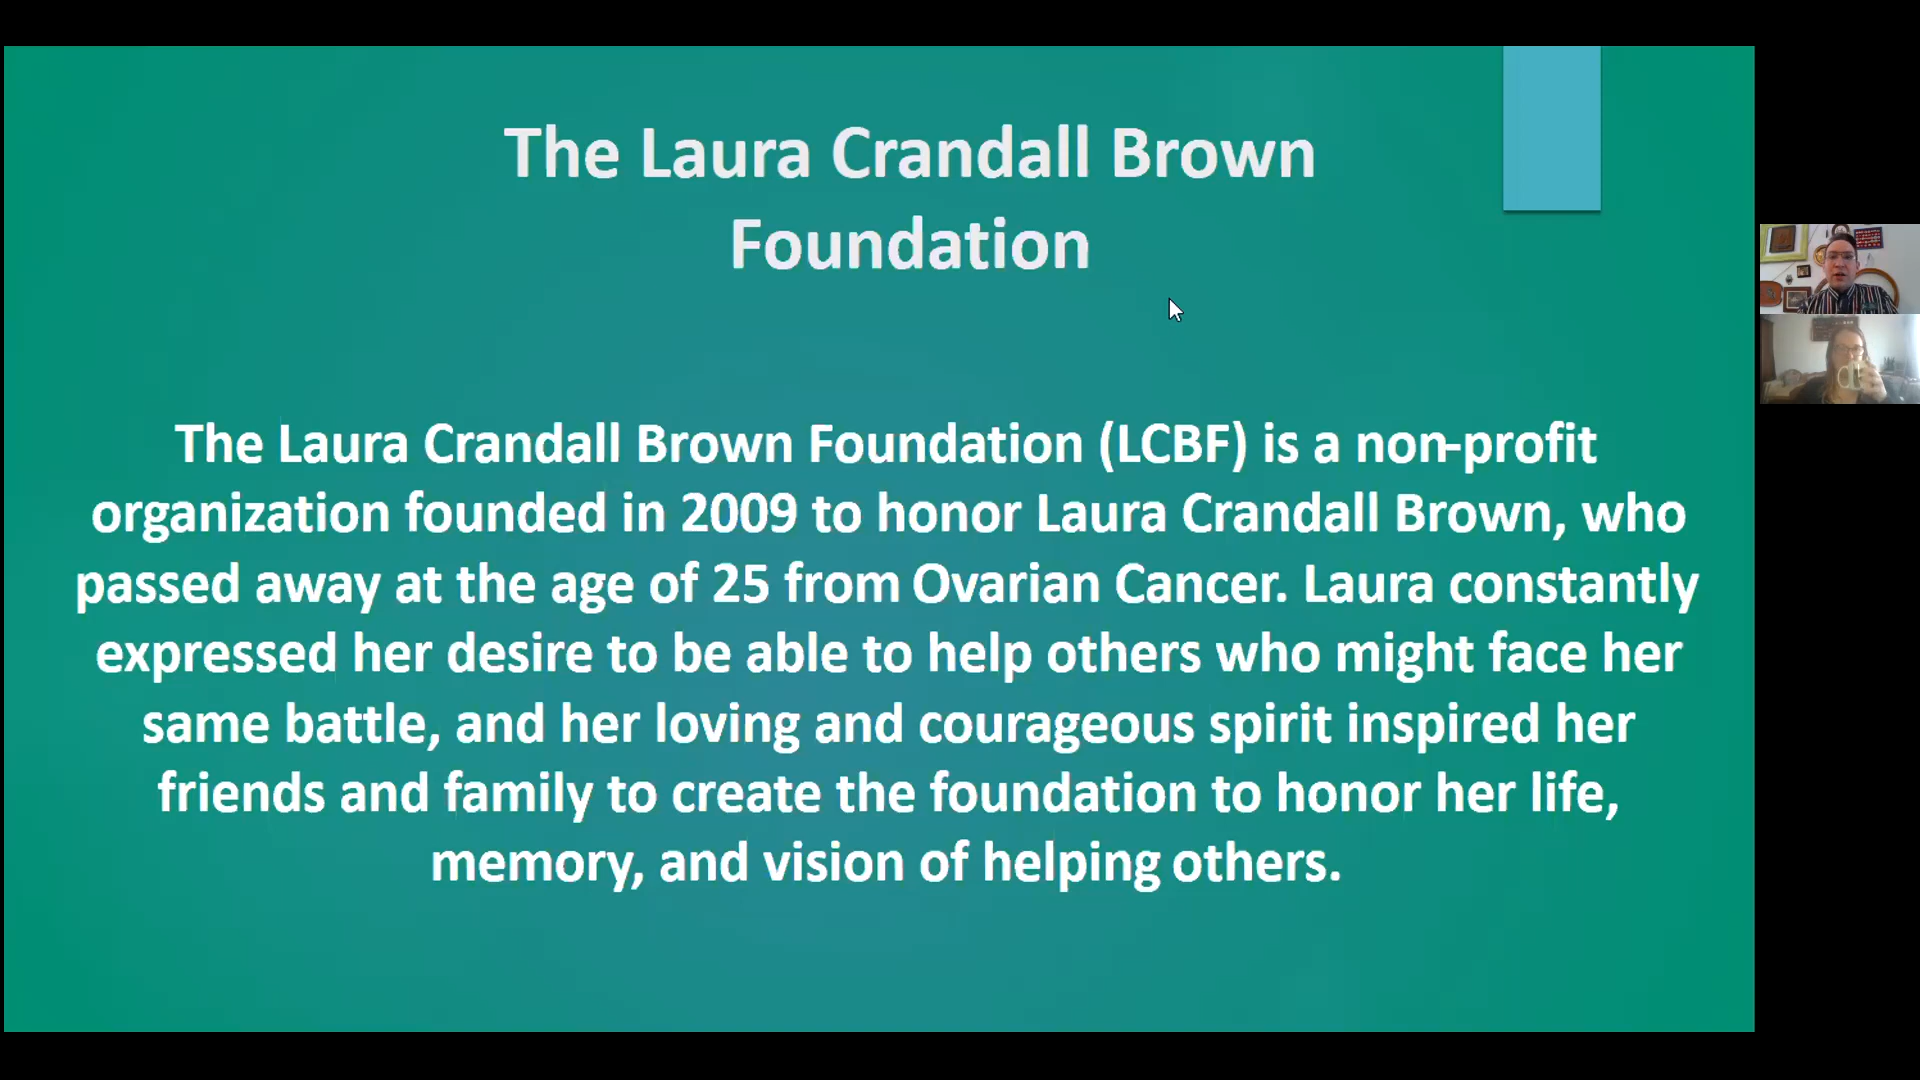 The Laura Crandall Brown
Foundation
The Laura Crandall Brown Foundation (LCBF) is a non-profit
organization founded in 2009 to honor Laura Crandall Brown, who
passed away at the age of 25 from Ovarian Cancer. Laura constantly
expressed her desire to be able to help others who might face her
same battle, and her loving and courageous spirit inspired her
friends and family to create the foundation to honor her life,
memory, and vision of helping others.